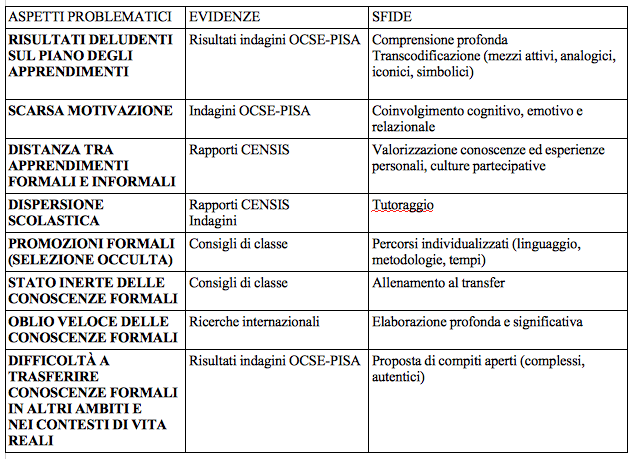 ASPETTI PROBLEMATICI EVIDENZE SFIDE
RISULTATI DELUDENTI Risultati indagini OCSE-PISA Comprensione profonda
SUL PIANO DEGLI Transcodificazione (mezzi attivi, analogici,
APPRENDIMENTI iconici, simbolici)
SCARSA MOTIVAZIONE Indagini OCSE-PISA Coinvolgimento cognitivo, emotivo e
relazionale
DISTANZA TRA Rapporti CENSIS Valorizzazione conoscenze ed esperienze
APPRENDIMENTI personali, culture partecipative
FORMALI E INFORMALI
DISPERSIONE Rapporti CENSIS Tutoraggio
SCOLASTICA Indagini
PROMOZIONI FORMALI Consigli di classe Percorsi individualizzati (linguaggio,
(SELEZIONE OCCULTA) metodologie, tempi)
STATO INERTE DELLE Consigli di classe Allenamento al transfer
CONOSCENZE FORMALI
OBLIO VELOCE DELLE Ricerche internazionali Elaborazione profonda e significativa
CONOSCENZE FORMALI
DIFFICOLTÀ A Risultati indagini OCSE-PISA Proposta di compiti aperti (complessi,
TRASFERIRE autentici)
CONOSCENZE FORMALI
IN ALTRI AMBITI E
NEI CONTESTI DI VITA
REALI